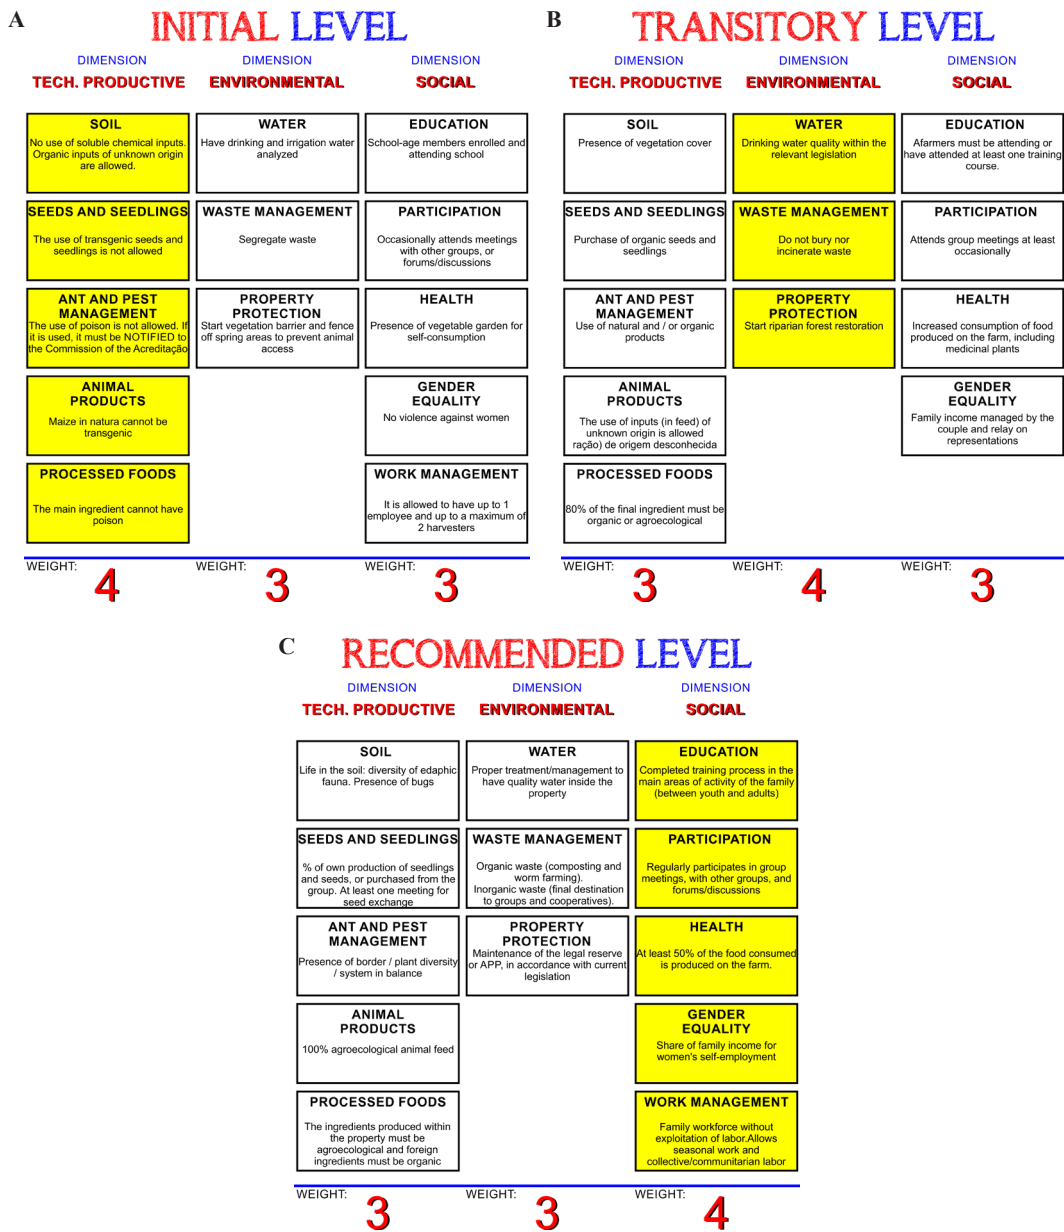 A
INITIAL LEVEL
DIMENSION
TECH. PRODUCTIVE
DIMENSION
ENVIRONMENTAL
DIMENSION
SOCIAL
SOIL
No use of soluble chemical inputs.
Organic inputs of unknown origin
are allowed.
SEEDS AND SEEDLINGS
The use of transgenic seeds and
seedlings is not allowed
ANT AND PEST
MANAGEMENT
The use of poison is not allowed. If
it is used, it must be NOTIFIED to
the Commission of the Acreditação
ANIMAL
PRODUCTS
Maize in natura cannot be
transgenic
PROCESSED FOODS
The main ingredient cannot have
poison
WATER
Have drinking and irrigation water
analyzed
WASTE MANAGEMENT
Segregate waste
PROPERTY
PROTECTION
Start vegetation barrier and fence
off spring areas to prevent animal
access
EDUCATION
School-age members enrolled and
attending school
PARTICIPATION
Occasionally attends meetings
with other groups, or
forums/discussions
HEALTH
Presence of vegetable garden for
self-consumption
GENDER
EQUALITY
No violence against women
WORK MANAGEMENT
It is allowed to have up to 1
employee and up to a maximum of
2 harvesters
WEIGHT:
4
WEIGHT:
3
WEIGHT:
3
B
TRANSITORY LEVEL
DIMENSION
TECH. PRODUCTIVE
DIMENSION
ENVIRONMENTAL
DIMENSION
SOCIAL
SOIL
Presence of vegetation cover
SEEDS AND SEEDLINGS
Purchase of organic seeds and
seedlings
ANT AND PEST
MANAGEMENT
Use of natural and / or organic
products
ANIMAL
PRODUCTS
The use of inputs (in feed) of
unknown origin is allowed
ração) de origem desconhecida
PROCESSED FOODS
80% of the final ingredient must be
organic or agroecological
WATER
Drinking water quality within the
relevant legislation
WASTE MANAGEMENT
Do not bury nor
incinerate waste
PROPERTY
PROTECTION
Start riparian forest restoration
EDUCATION
Afarmers must be attending or
have attended at least one training
course.
PARTICIPATION
Attends group meetings at least
occasionally
HEALTH
Increased consumption of food
produced on the farm, including
medicinal plants
GENDER
EQUALITY
Family income managed by the
couple and relay on
representations
WEIGHT:
3
WEIGHT:
4
WEIGHT:
3
C
RECOMMENDED LEVEL
DIMENSION
TECH. PRODUCTIVE
DIMENSION
ENVIRONMENTAL
DIMENSION
SOCIAL
SOIL
Life in the soil: diversity of edaphic
fauna. Presence of bugs
SEEDS AND SEEDLINGS
% of own production of seedlings
and seeds, or purchased from the
group. At least one meeting for
seed exchange
ANT AND PEST
MANAGEMENT
Presence of border / plant diversity
/ system in balance
ANIMAL
PRODUCTS
100% agroecological animal feed
PROCESSED FOODS
The ingredients produced within
the property must be
agroecological and foreign
ingredients must be organic
WATER
Proper treatment/management to
have quality water inside the
property
WASTE MANAGEMENT
Organic waste (composting and
worm farming).
Inorganic waste (final destination
to groups and cooperatives).
PROPERTY
PROTECTION
Maintenance of the legal reserve
or APP, in accordance with current
legislation
EDUCATION
Completed training process in the
main areas of activity of the family
(between youth and adults)
PARTICIPATION
Regularly participates in group
meetings, with other groups, and
forums/discussions
HEALTH
At least 50% of the food consumed
is produced on the farm.
GENDER
EQUALITY
Share of family income for
women's self-employment
WORK MANAGEMENT
Family workforce without
exploitation of labor.Allows
seasonal work and
collective/communitarian labor
WEIGHT:
3
WEIGHT:
3
WEIGHT:
4